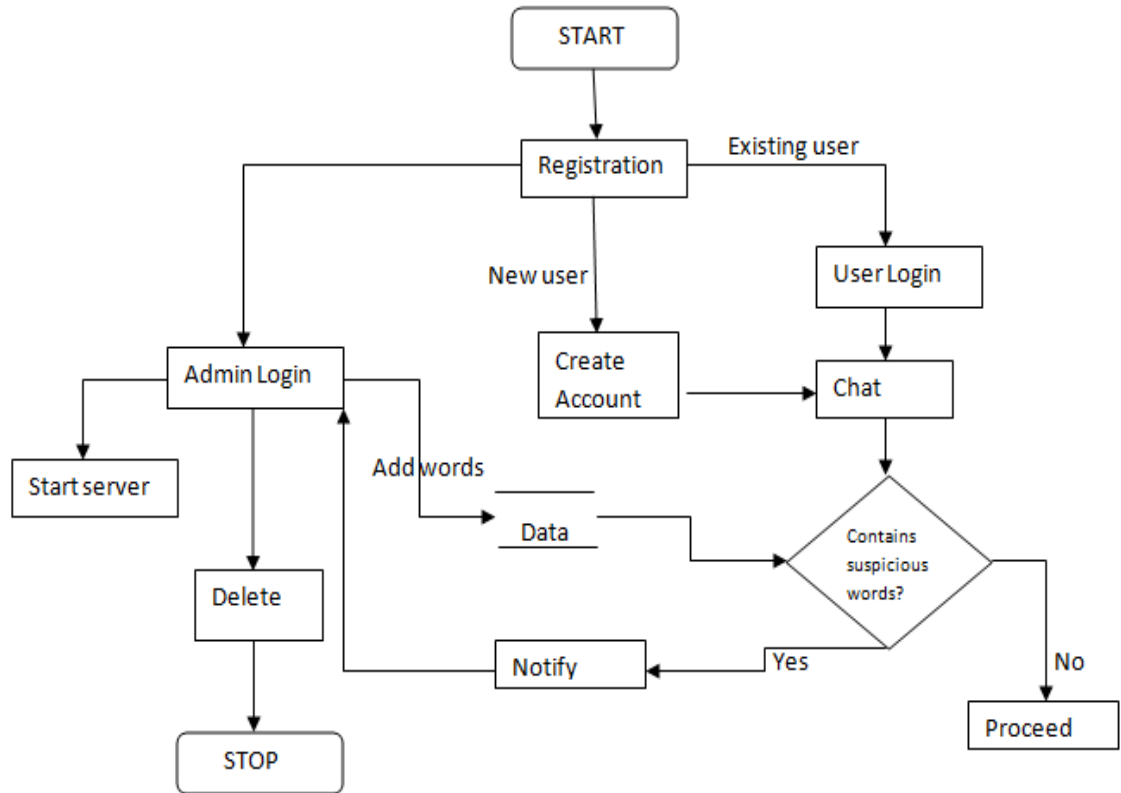 START
Existing user
Registration
User Login
New user
Create
Account
Admin Login
Chat
Add words
Start server
Data
Contains
suspicious
words?
Delete
Notify
Yes
No
Proceed
STOP